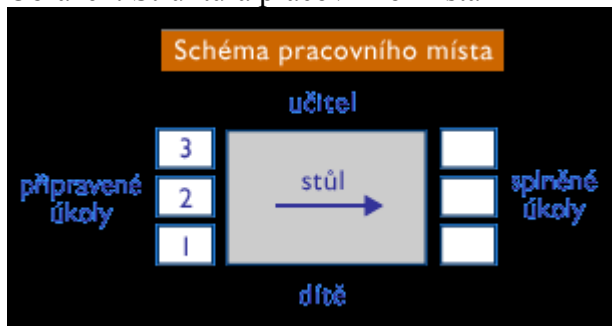 Schéma pracovního místa
učitel
3
připravené
úkoly
2
1
stůl
splněné
úkoly
dítě